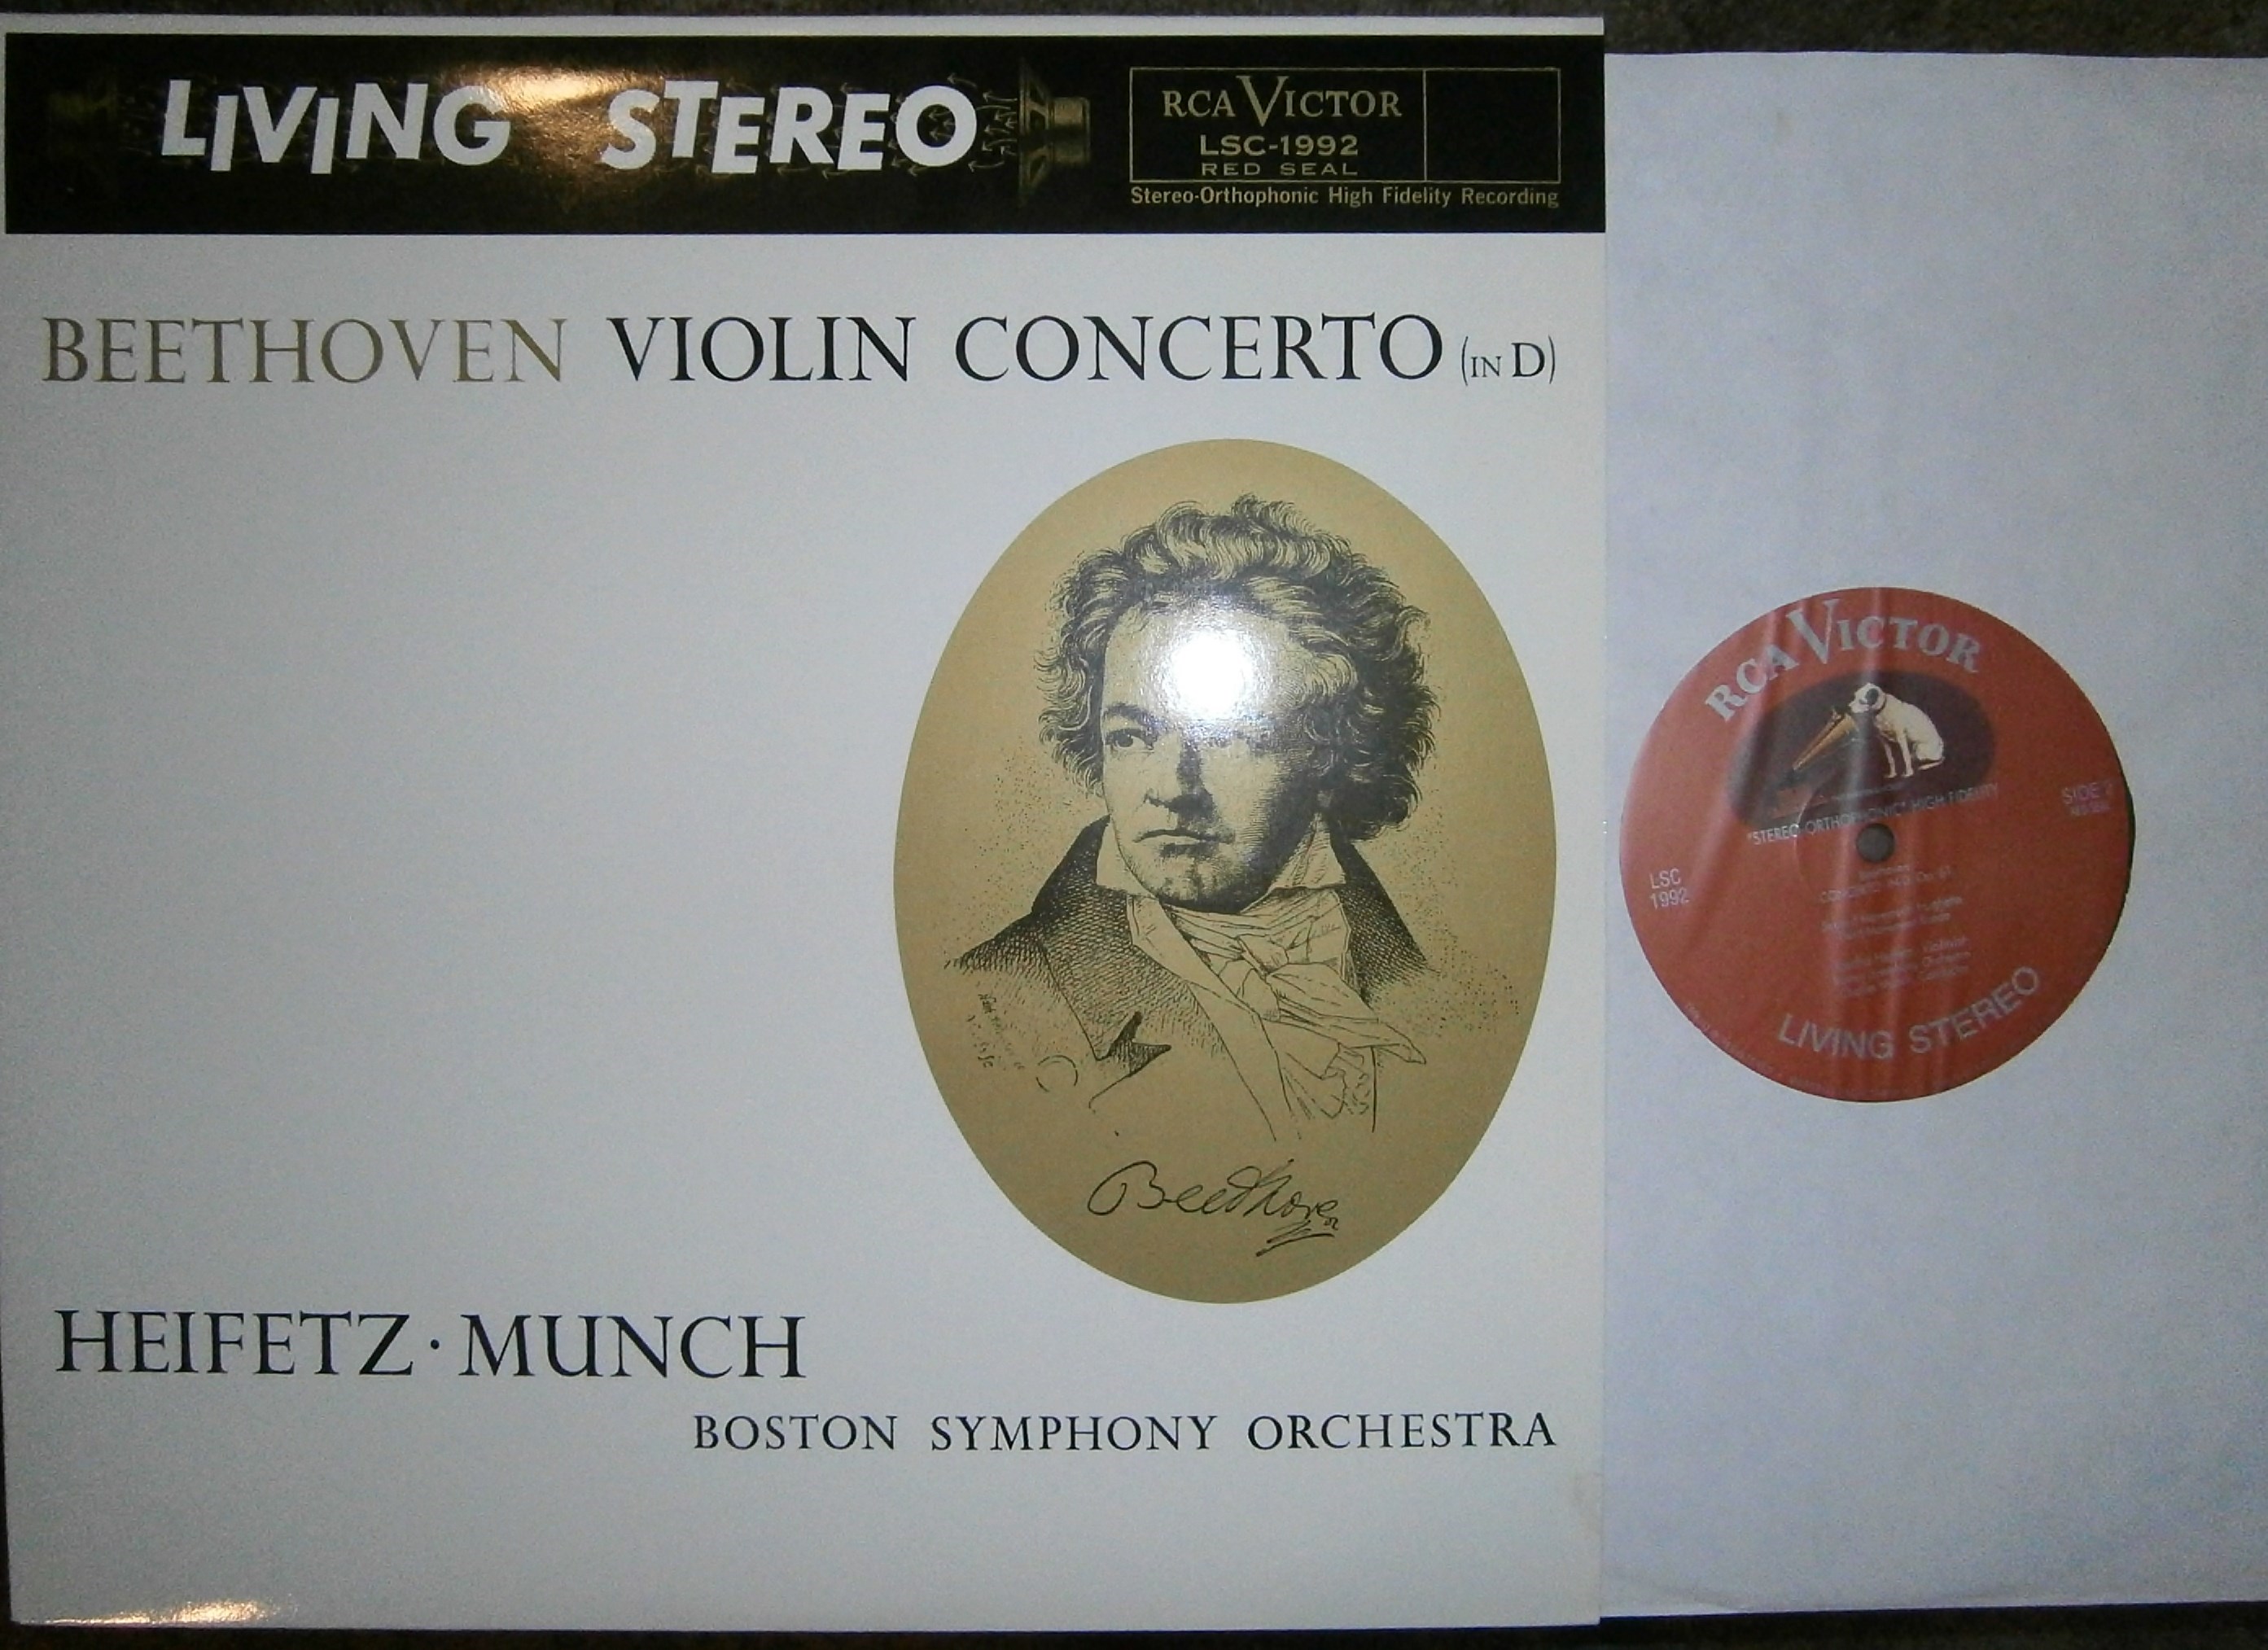 LIVING STEREO
RCA VICTOR
LSC-1992
RED SEAL
Stereo-Orthophonic High Fidelity Recording
BEETHOVEN VIOLIN CONCERTO (IN D)
Beethoven
HEIFETZ · MUNCH
BOSTON SYMPHONY ORCHESTRA
RCA VICTOR
"STEREO-ORTHOPHONIC" HIGH FIDELITY
SIDE
LSC
1992
LIVING STEREO